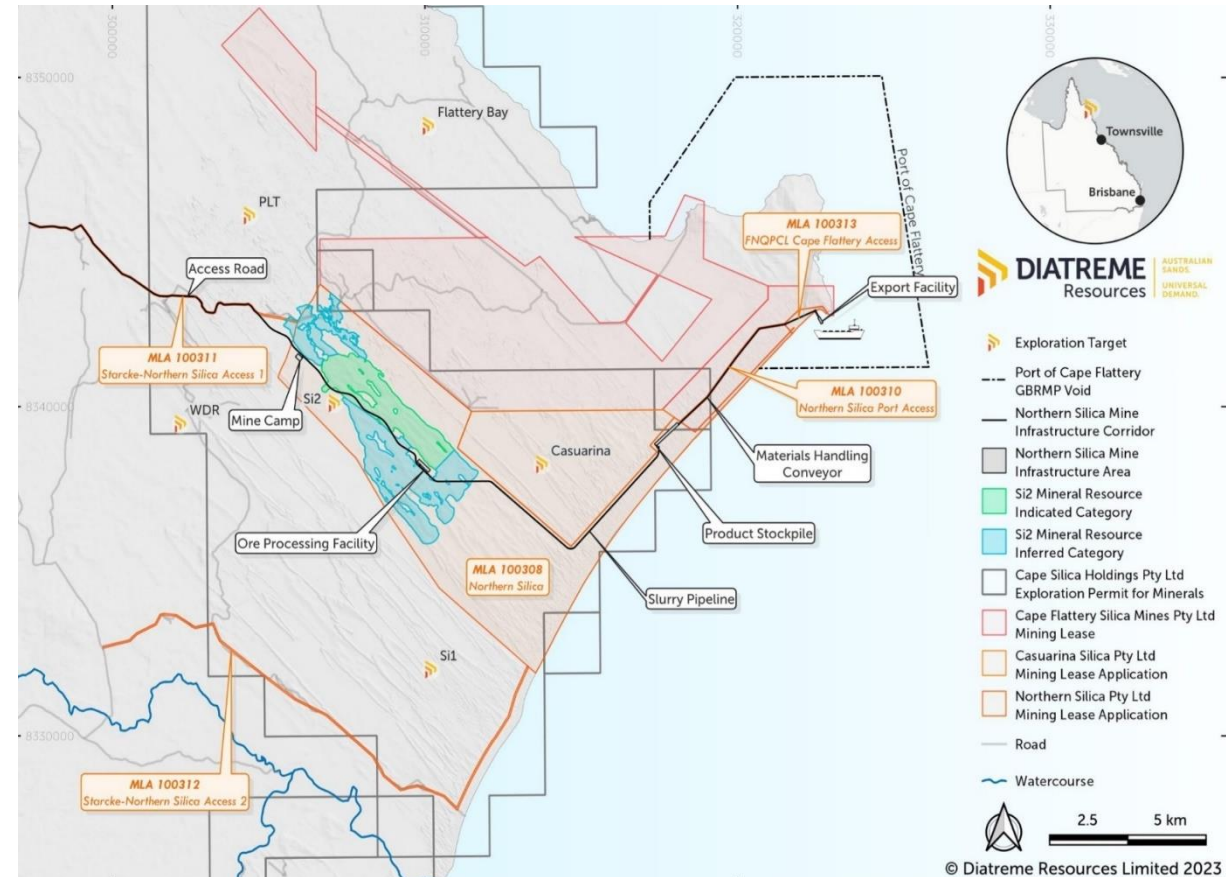 300000
310000
320000
330000
8350000
8340000
8330000
Flattery Bay
PLT
Access Road
MLA 100311
Starcke-Northern Silica Access 1
WDR
Mine Camp
Si2
Ore Processing Facility
Casuarina
MLA 100308
Northern Silica
Si1
MLA 100312
Starcke-Northern Silica Access 2
Slurry Pipeline
Product Stockpile
Materials Handling
Conveyor
MLA 100310
Northern Silica Port Access
MLA 100313
FNQPCL Cape Flattery Access
Export Facility
Port of Cape Flattery
Townsville
Brisbane
DIATREME
Resources
AUSTRALIAN
SANDS.
UNIVERSAL
DEMAND.
Exploration Target
Port of Cape Flattery
GBRMP Void
Northern Silica Mine
Infrastructure Corridor
Northern Silica Mine
Infrastructure Area
Si2 Mineral Resource
Indicated Category
Si2 Mineral Resource
Inferred Category
Cape Silica Holdings Pty Ltd
Exploration Permit for Minerals
Cape Flattery Silica Mines Pty Ltd
Mining Lease
Casuarina Silica Pty Ltd
Mining Lease Application
Northern Silica Pty Ltd
Mining Lease Application
Road
Watercourse
2.5 5 km
© Diatreme Resources Limited 2023